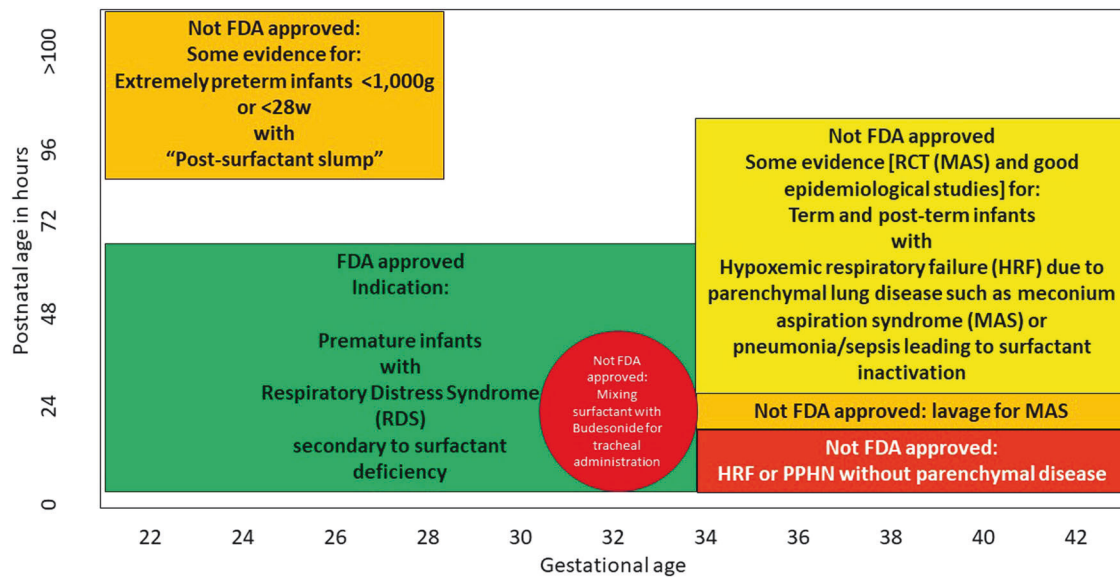 Not FDA approved:
Some evidence for:
Extremely preterm infants <1,000g
or <28w
with
“Post-surfactant slump”
Not FDA approved
Some evidence [RCT (MAS) and good
epidemiological studies] for:
Term and post-term infants
with
Hypoxemic respiratory failure (HRF) due to
parenchymal lung disease such as meconium
aspiration syndrome (MAS) or
pneumonia/sepsis leading to surfactant
inactivation
FDA approved
Indication:
Premature infants
with
Respiratory Distress Syndrome
(RDS)
secondary to surfactant
deficiency
Not FDA
approved:
Mixing
surfactant with
Budesonide for
tracheal
administration
Not FDA approved: lavage for MAS
Not FDA approved:
HRF or PPHN without parenchymal disease
Postnatal age in hours
>100
96
72
48
24
0
22 24 26 28 30 32 34 36 38 40 42
Gestational age